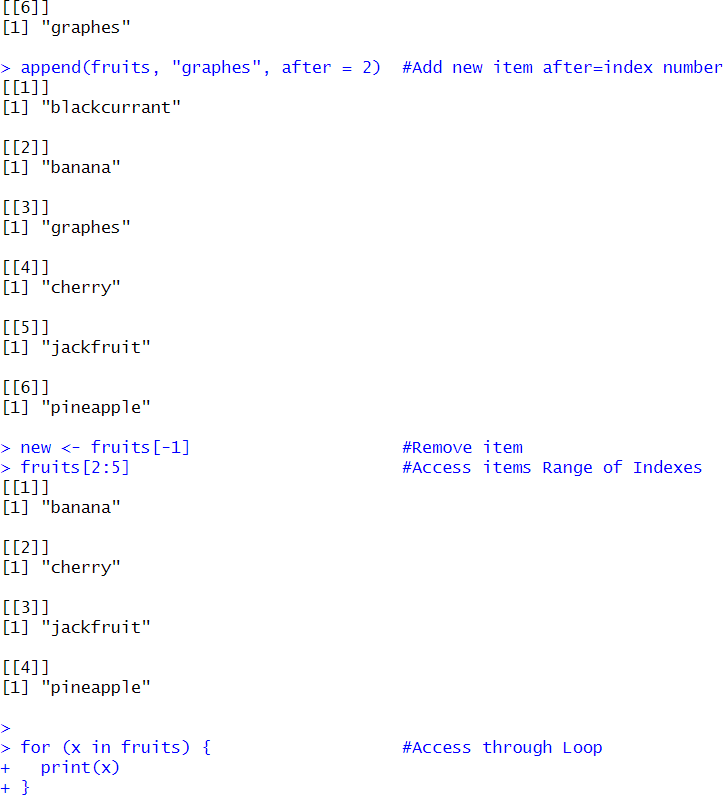 [[6]]
[1] "graphes"
> append(fruits, "graphes", after = 2)  #Add new item after=index number
[[1]]
[1] "blackcurrant"
[[2]]
[1] "banana"
[[3]]
[1] "graphes"
[[4]]
[1] "cherry"
[[5]]
[1] "jackfruit"
[[6]]
[1] "pineapple"
> new <- fruits[-1]                     #Remove item
> fruits[2:5]                           #Access items Range of Indexes
[[1]]
[1] "banana"
[[2]]
[1] "cherry"
[[3]]
[1] "jackfruit"
[[4]]
[1] "pineapple"
>
> for (x in fruits) {                   #Access through Loop
+   print(x)
+ }